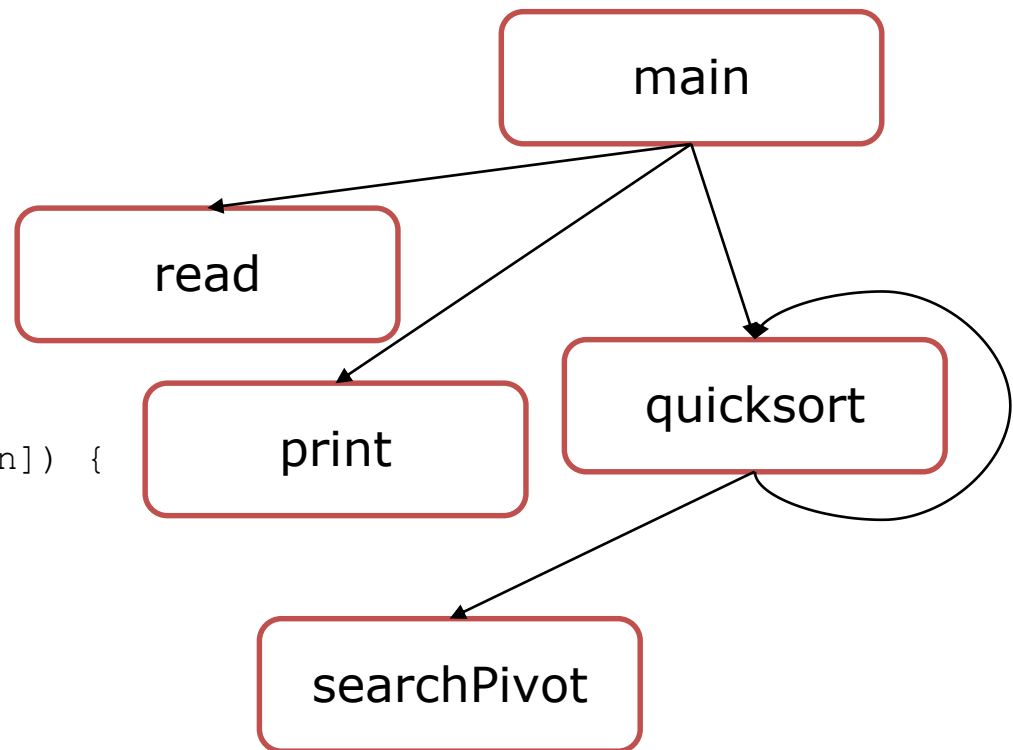 main
read
quicksort
print
n]) {
searchPivot